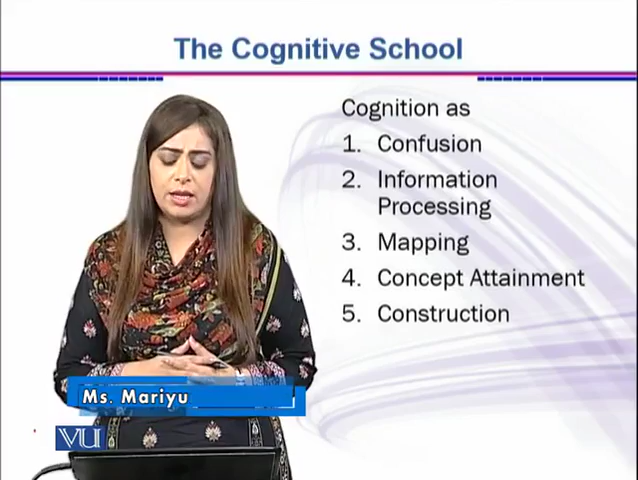 The Cognitive School
Cognition as
1. Confusion
2. Information
Processing
3. Mapping
4. Concept Attainment
5. Construction
Ms. Mariyu
VU